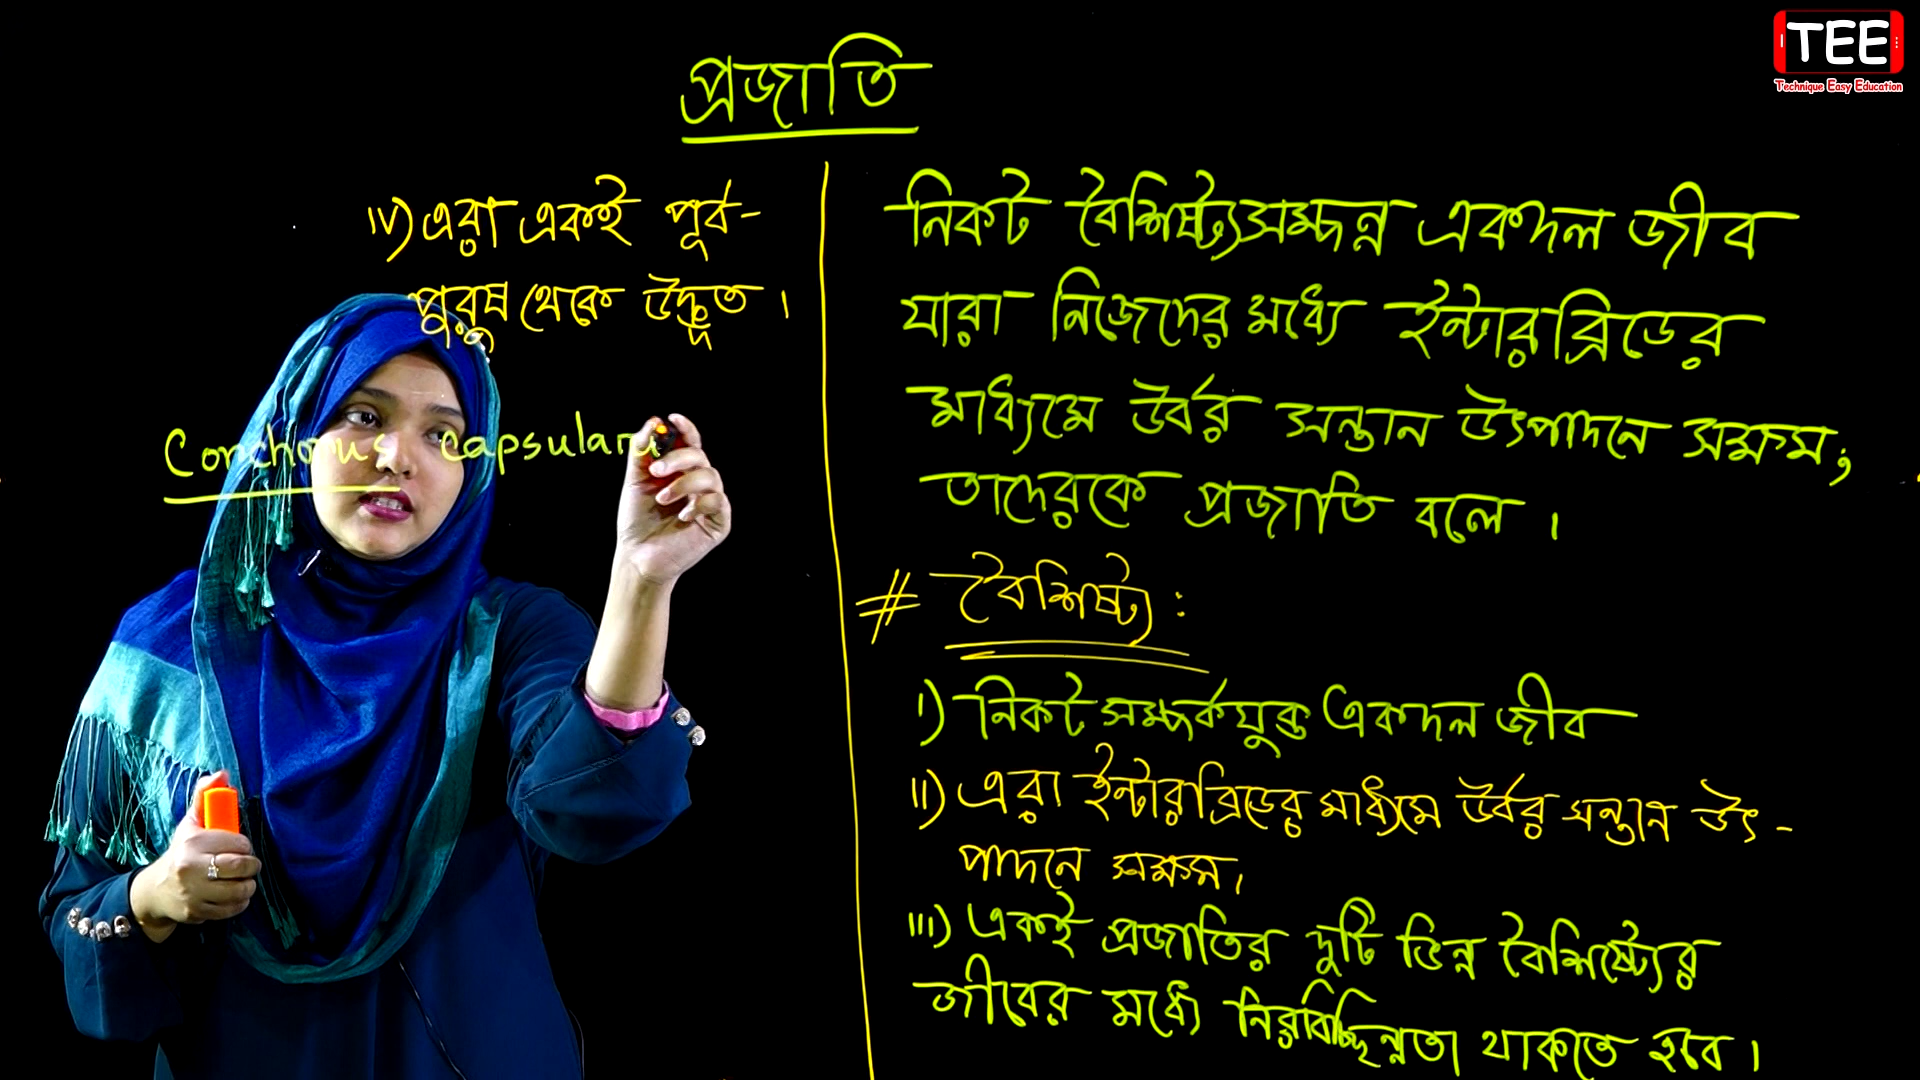 TEE
Technique Easy Education
প্রজাতি
নিকট বৈশিষ্ট্যসম্পন্ন একদল জীব
যারা নিজেদের মধ্যে ইন্টারব্রিডের
মাধ্যমে উর্বর সন্তান উৎপাদনে সক্ষম,
তাদেরকে প্রজাতি বলে।
# বৈশিষ্ট্য:
i) নিকট সম্পর্কযুক্ত একদল জীব
ii) এরা ইন্টারব্রিডের মাধ্যমে উর্বর সন্তান উৎ-
পাদনে সক্ষম।
iii) একই প্রজাতির দুটি ভিন্ন বৈশিষ্ট্যের
জীবের মধ্যে নিরবিচ্ছিন্নতা থাকতে হবে।
iv) এরা একই পূর্ব-
পুরুষ থেকে উদ্ভূত।
Corchorus capsularu